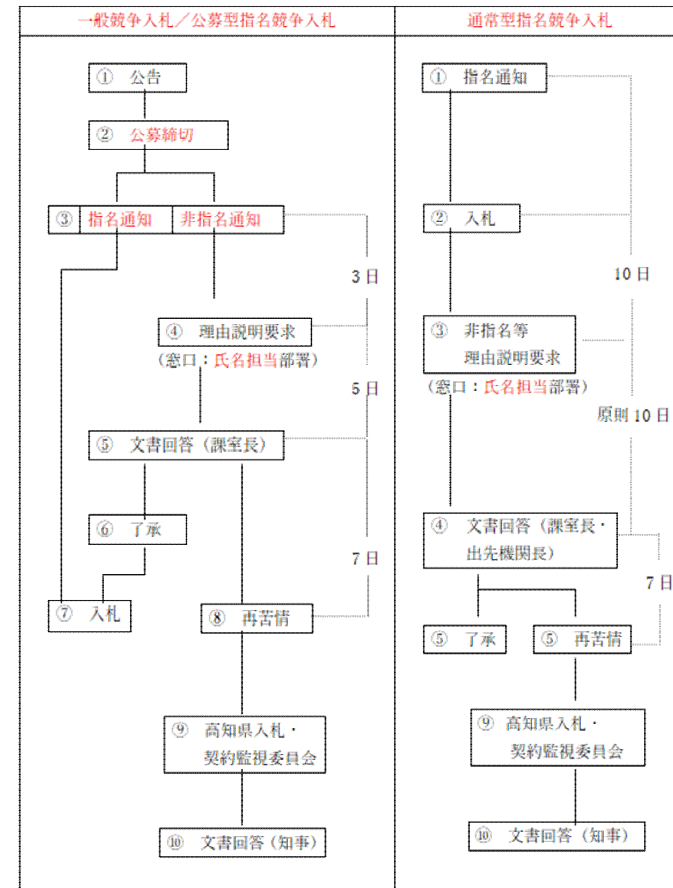 一般競争入札／公募型指名競争入札
① 公告
② 公募締切
③ 指名通知 非指名通知
3日
④ 理由説明要求
（窓口：氏名担当部署）
5日
⑤ 文書回答（課室長）
⑥ 了承
7日
⑦ 入札
⑧ 再苦情
⑨ 高知県入札・
契約監視委員会
⑩ 文書回答（知事）
通常型指名競争入札
① 指名通知
② 入札
10日
③ 非指名等
理由説明要求
（窓口：氏名担当部署）
原則10日
④ 文書回答（課室長・
出先機関長）
7日
⑤ 了承
⑤ 再苦情
⑨ 高知県入札・
契約監視委員会
⑩ 文書回答（知事）